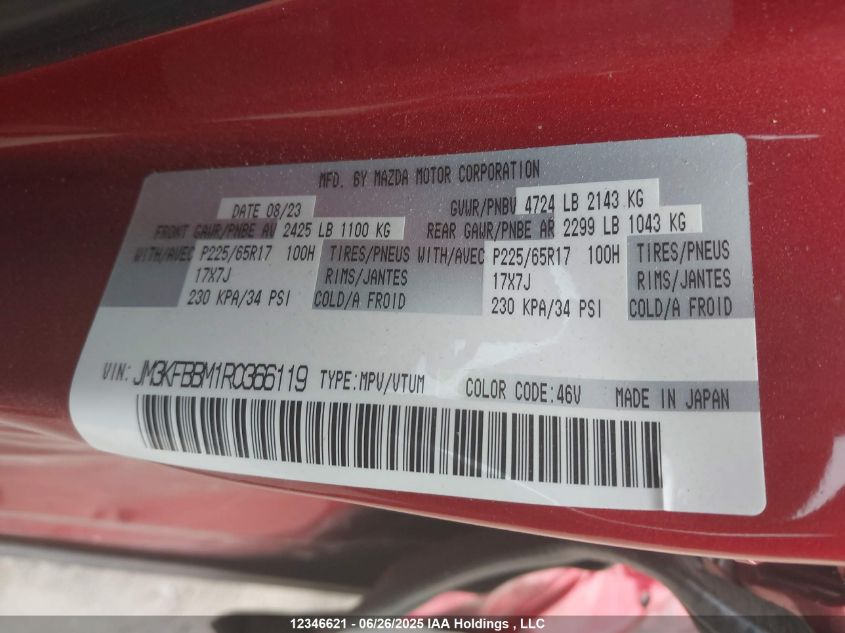 MFD. BY MAZDA MOTOR CORPORATION
DATE 08/23 GVWR/PNBV 4724 LB 2143 KG
FRONT GAWR/PNBE AV 2425 LB 1100 KG REAR GAWR/PNBE AR 2299 LB 1043 KG
WITH/AVEC P225/65R17 100H TIRES/PNEUS WITH/AVEC P225/65R17 100H TIRES/PNEUS
17X7J RIMS/JANTES 17X7J RIMS/JANTES
230 KPA/34 PSI COLD/A FROID 230 KPA/34 PSI COLD/A FROID
VIN: JM3KFBBM1R0366119 TYPE:MPV/VTUM COLOR CODE:46V MADE IN JAPAN
12346621 - 06/26/2025 IAA Holdings , LLC